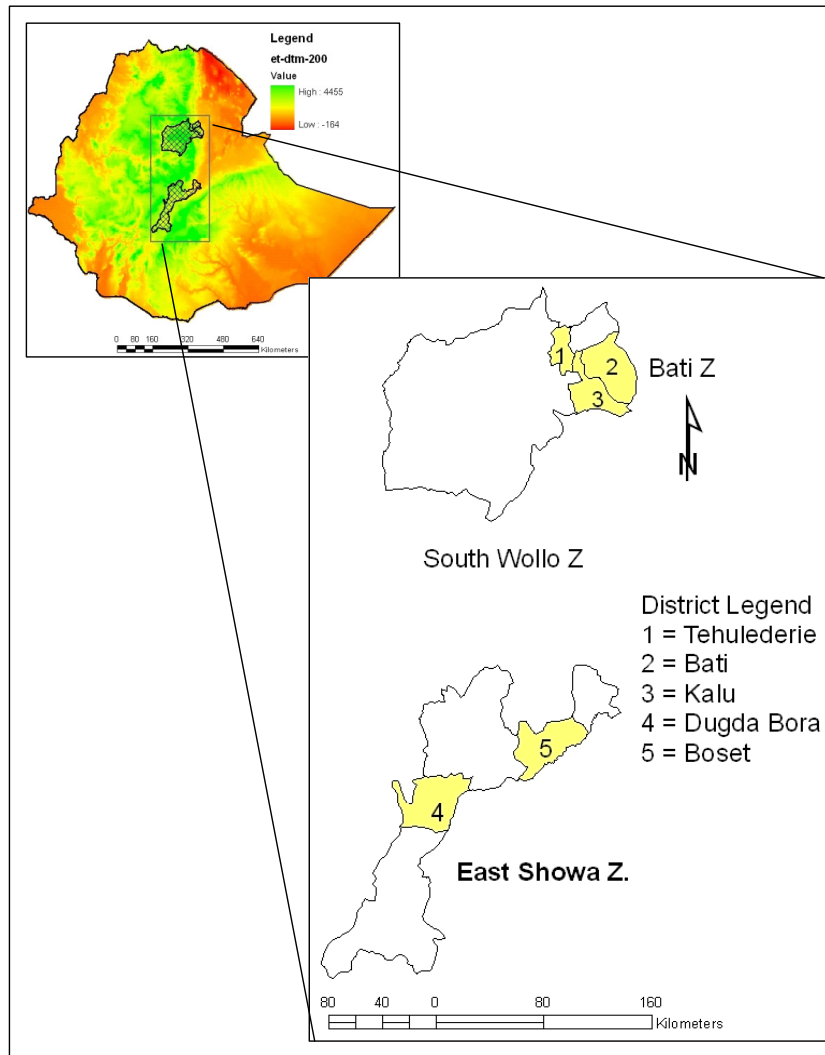 Legend
et-dtm-200
Value
High : 4455
Low : -164
0 80 160 320 480 640
Kilometers
1
2
Bati Z
3
N
South Wollo Z
District Legend
1 = Tehulederie
2 = Bati
3 = Kalu
4 = Dugda Bora
5 = Boset
5
4
East Showa Z.
80 40 0 80 160
Kilometers